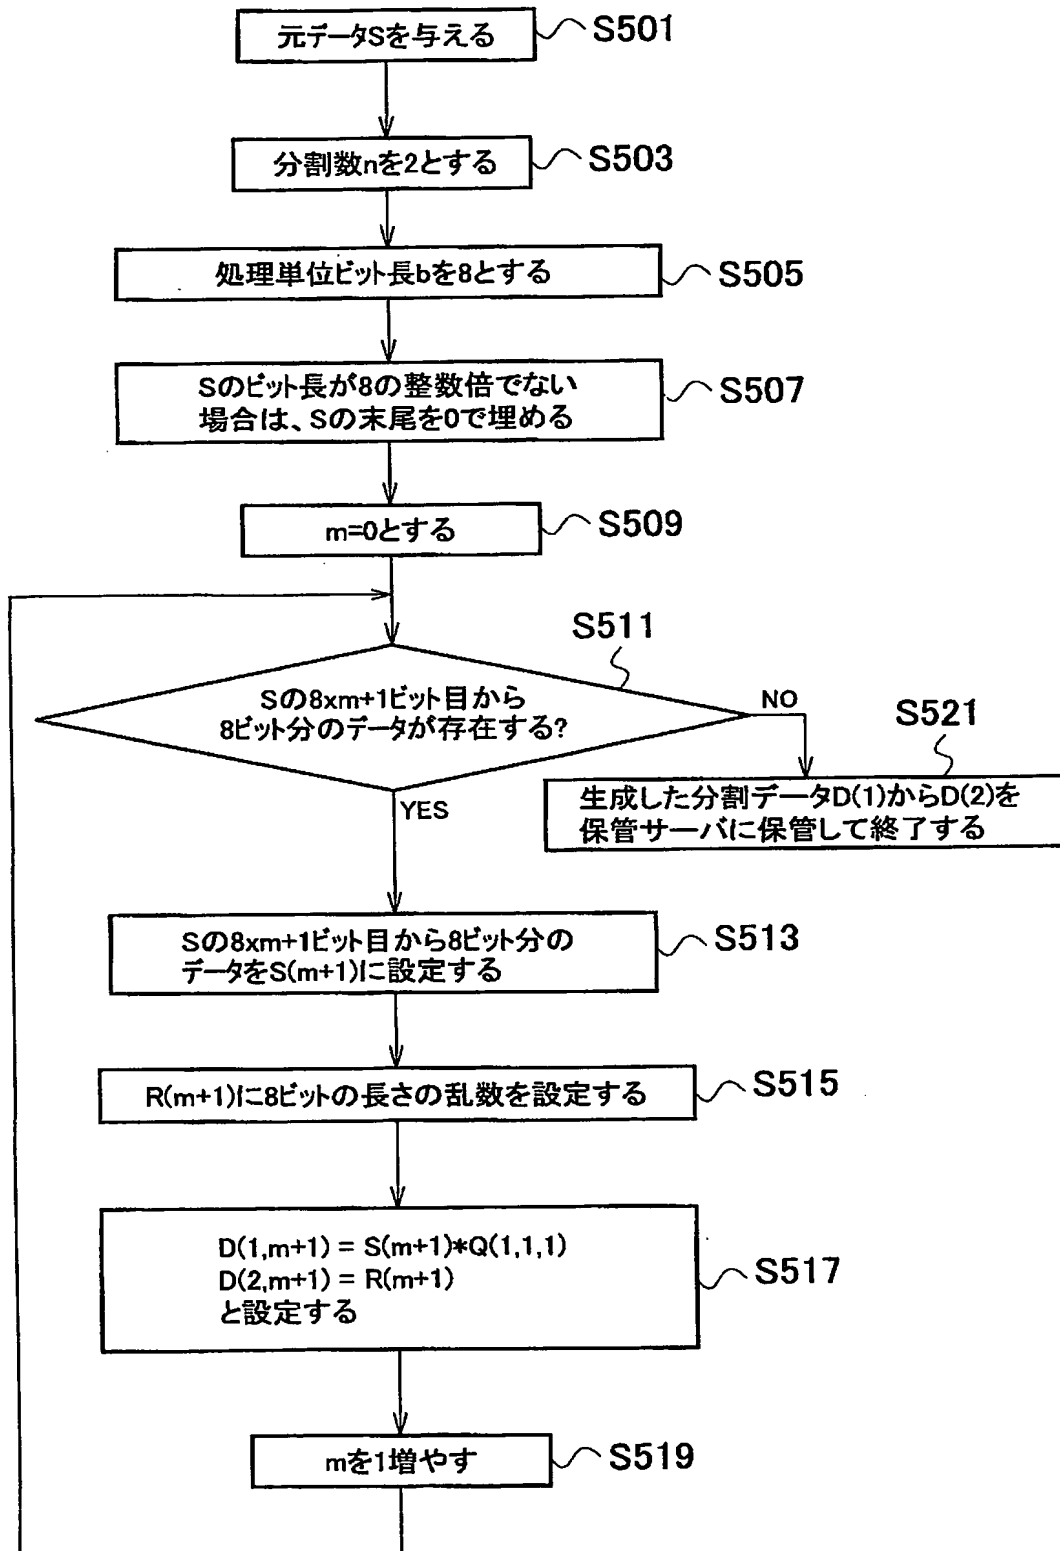 元データSを与える
S501
分割数nを2とする
S503
処理単位ビット長bを8とする
S505
Sのビット長が8の整数倍でない
場合は、Sの末尾を0で埋める
S507
m=0とする
S509
S511
Sの8xm+1ビット目から
8ビット分のデータが存在する?
NO
S521
生成した分割データD(1)からD(2)を
保管サーバに保管して終了する
YES
Sの8xm+1ビット目から8ビット分の
データをS(m+1)に設定する
S513
R(m+1)に8ビットの長さの乱数を設定する
S515
D(1,m+1) = S(m+1)*Q(1,1,1)
D(2,m+1) = R(m+1)
と設定する
S517
mを1増やす
S519